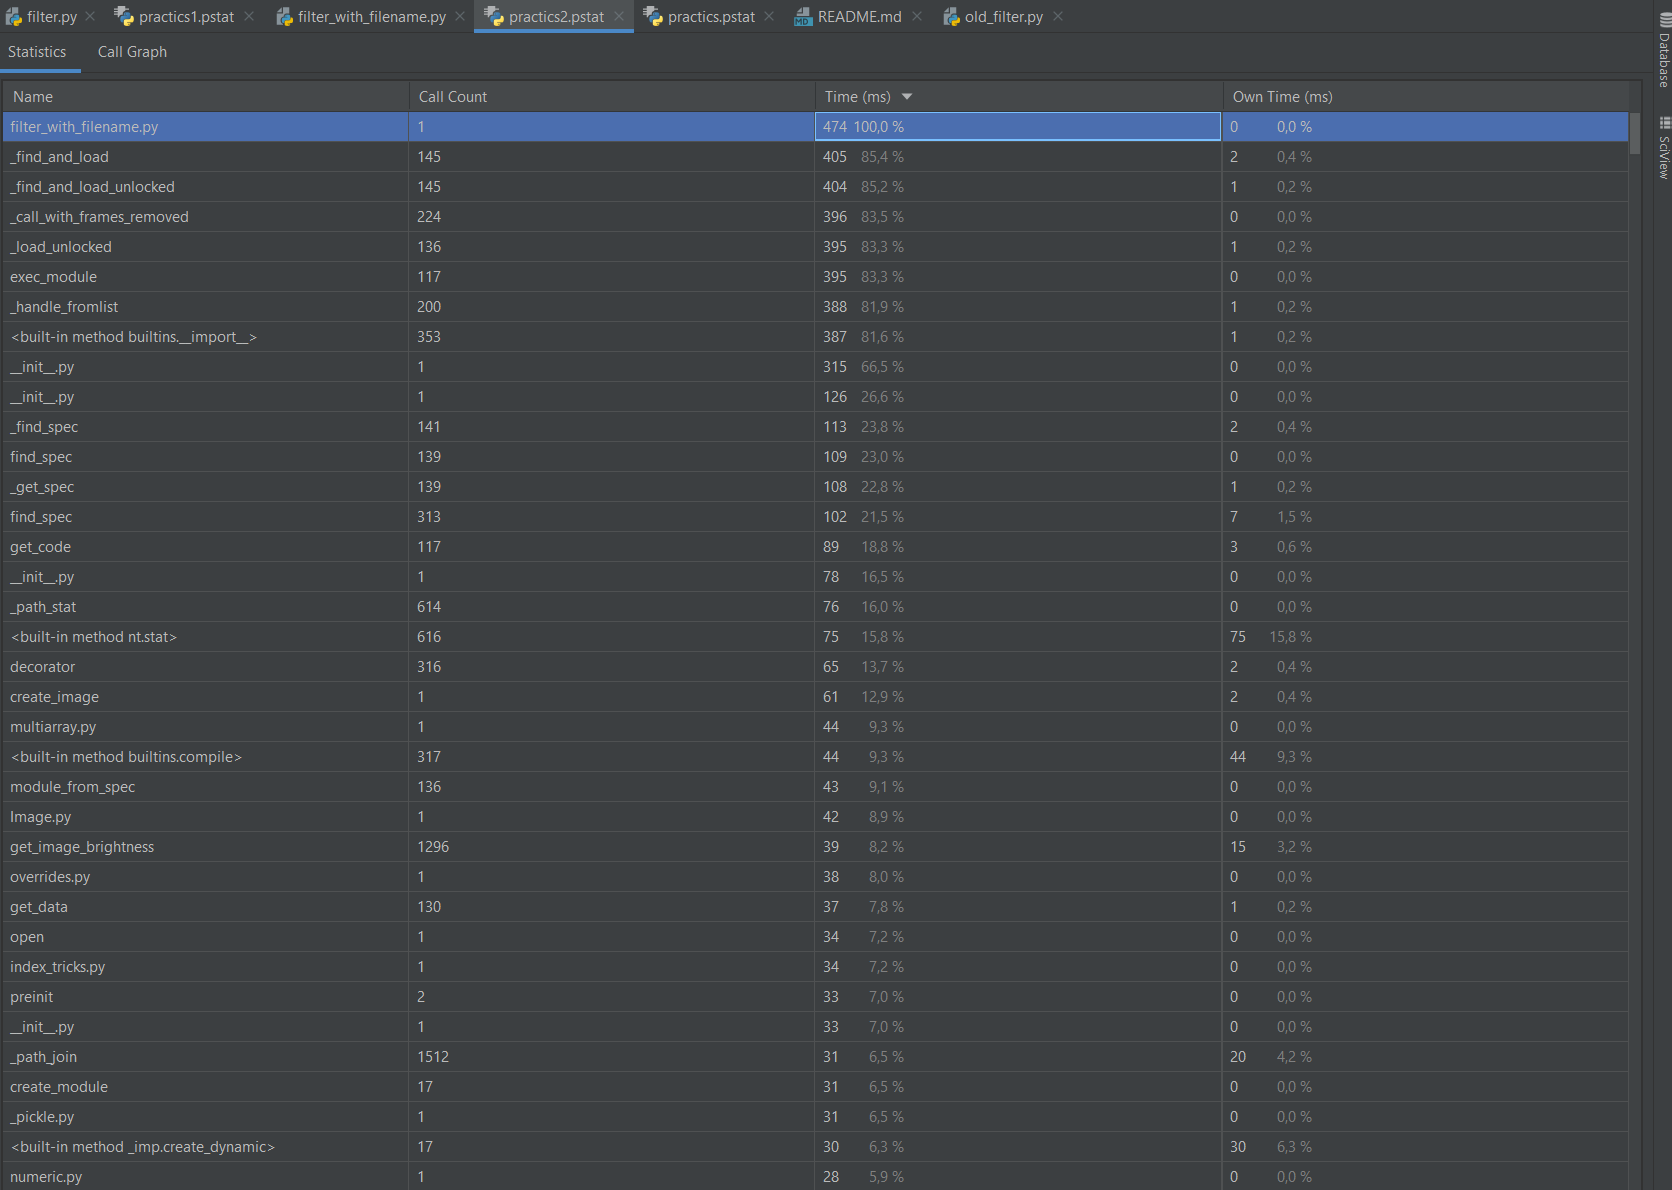 filter.py practics1.pstat filter_with_filename.py practics2.pstat practics.pstat README.md old_filter.py
Statistics Call Graph
Name Call Count Time (ms) Own Time (ms)
filter_with_filename.py 1 474 100,0 % 0 0,0 %
_find_and_load 145 405 85,4 % 2 0,4 %
_find_and_load_unlocked 145 404 85,2 % 1 0,2 %
_call_with_frames_removed 224 396 83,5 % 0 0,0 %
_load_unlocked 136 395 83,3 % 1 0,2 %
exec_module 117 395 83,3 % 0 0,0 %
_handle_fromlist 200 388 81,9 % 1 0,2 %
<built-in method builtins.__import__> 353 387 81,6 % 1 0,2 %
__init__.py 1 315 66,5 % 0 0,0 %
__init__.py 1 126 26,6 % 0 0,0 %
_find_spec 141 113 23,8 % 2 0,4 %
find_spec 139 109 23,0 % 0 0,0 %
_get_spec 139 108 22,8 % 1 0,2 %
find_spec 313 102 21,5 % 7 1,5 %
get_code 117 89 18,8 % 3 0,6 %
__init__.py 1 78 16,5 % 0 0,0 %
_path_stat 614 76 16,0 % 0 0,0 %
<built-in method nt.stat> 616 75 15,8 % 75 15,8 %
decorator 316 65 13,7 % 2 0,4 %
create_image 1 61 12,9 % 2 0,4 %
multiarray.py 1 44 9,3 % 0 0,0 %
<built-in method builtins.compile> 317 44 9,3 % 44 9,3 %
module_from_spec 136 43 9,1 % 0 0,0 %
Image.py 1 42 8,9 % 0 0,0 %
get_image_brightness 1296 39 8,2 % 15 3,2 %
overrides.py 1 38 8,0 % 0 0,0 %
get_data 130 37 7,8 % 1 0,2 %
open 1 34 7,2 % 0 0,0 %
index_tricks.py 1 34 7,2 % 0 0,0 %
preinit 2 33 7,0 % 0 0,0 %
__init__.py 1 33 7,0 % 0 0,0 %
_path_join 1512 31 6,5 % 20 4,2 %
create_module 17 31 6,5 % 0 0,0 %
_pickle.py 1 31 6,5 % 0 0,0 %
<built-in method _imp.create_dynamic> 17 30 6,3 % 30 6,3 %
numeric.py 1 28 5,9 % 0 0,0 %
Database
SciView